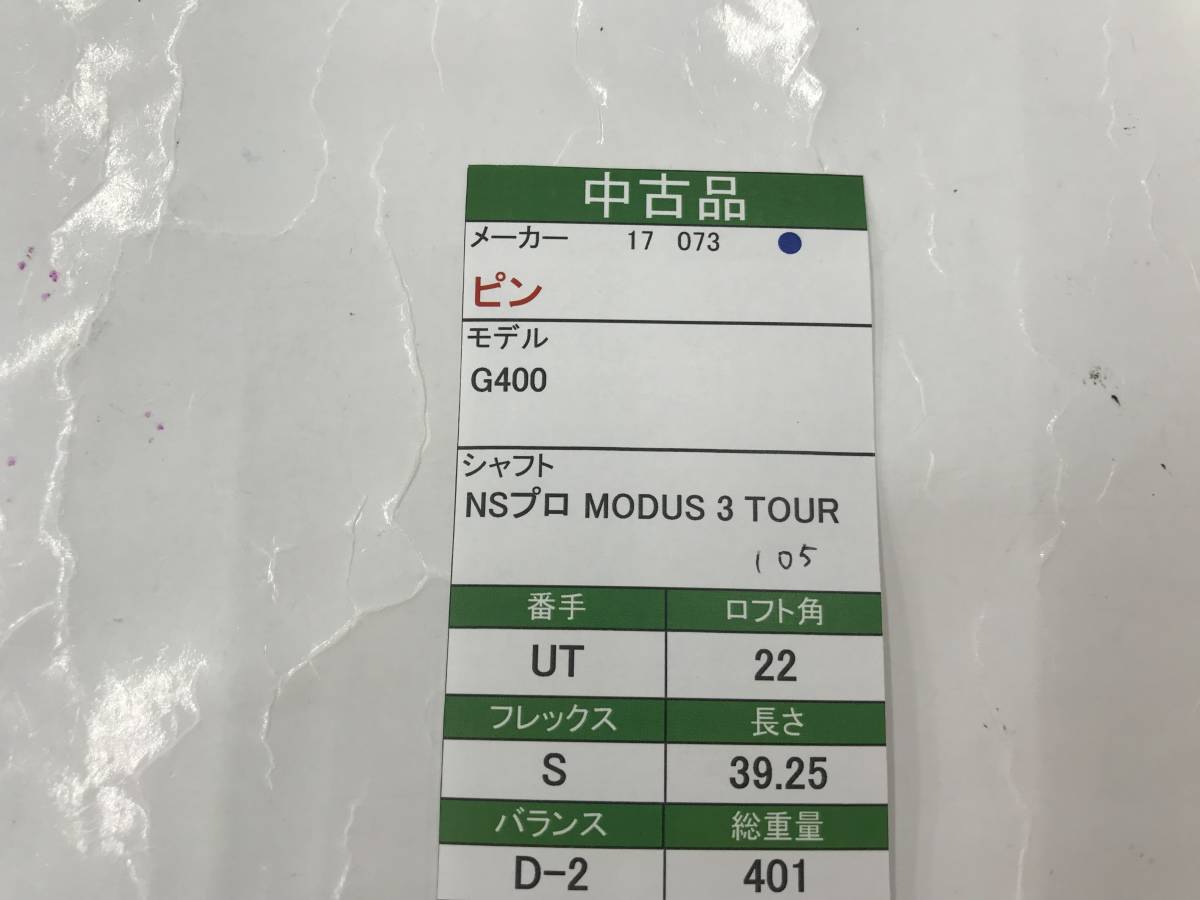 中古品
メーカー 17 073
ピン
モデル
G400
シャフト
NSプロ MODUS 3 TOUR
105
番手 ロフト角
UT 22
フレックス 長さ
S 39.25
バランス 総重量
D-2 401